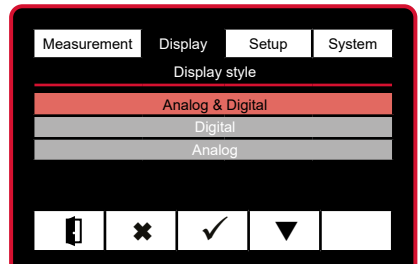 Measurement Display Setup System
Display style
Analog & Digital
Digital
Analog